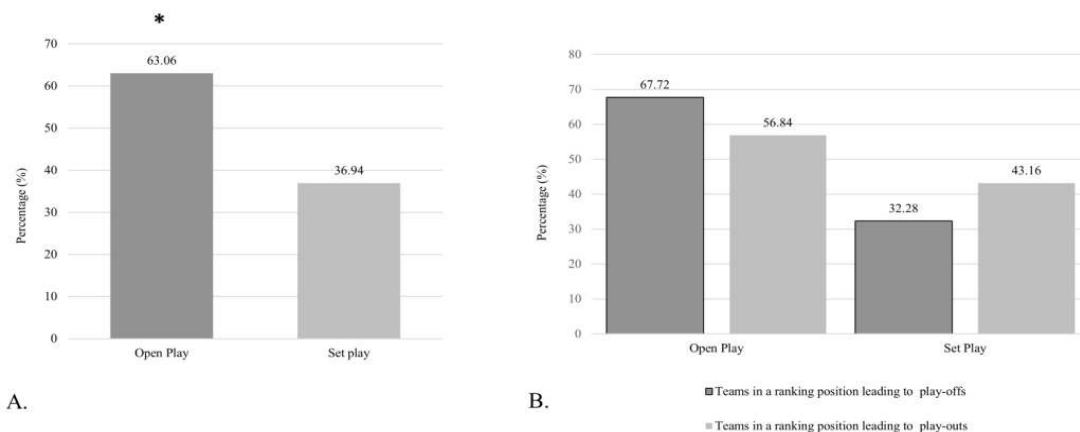 *
70
60
50
40
30
20
10
0
Percentage (%)
63.06
36.94
Open Play
Set play
A.
80
70
60
50
40
30
20
10
0
Percentage (%)
67.72
56.84
32.28
43.16
Open Play
Set Play
Teams in a ranking position leading to play-offs
Teams in a ranking position leading to play-outs
B.